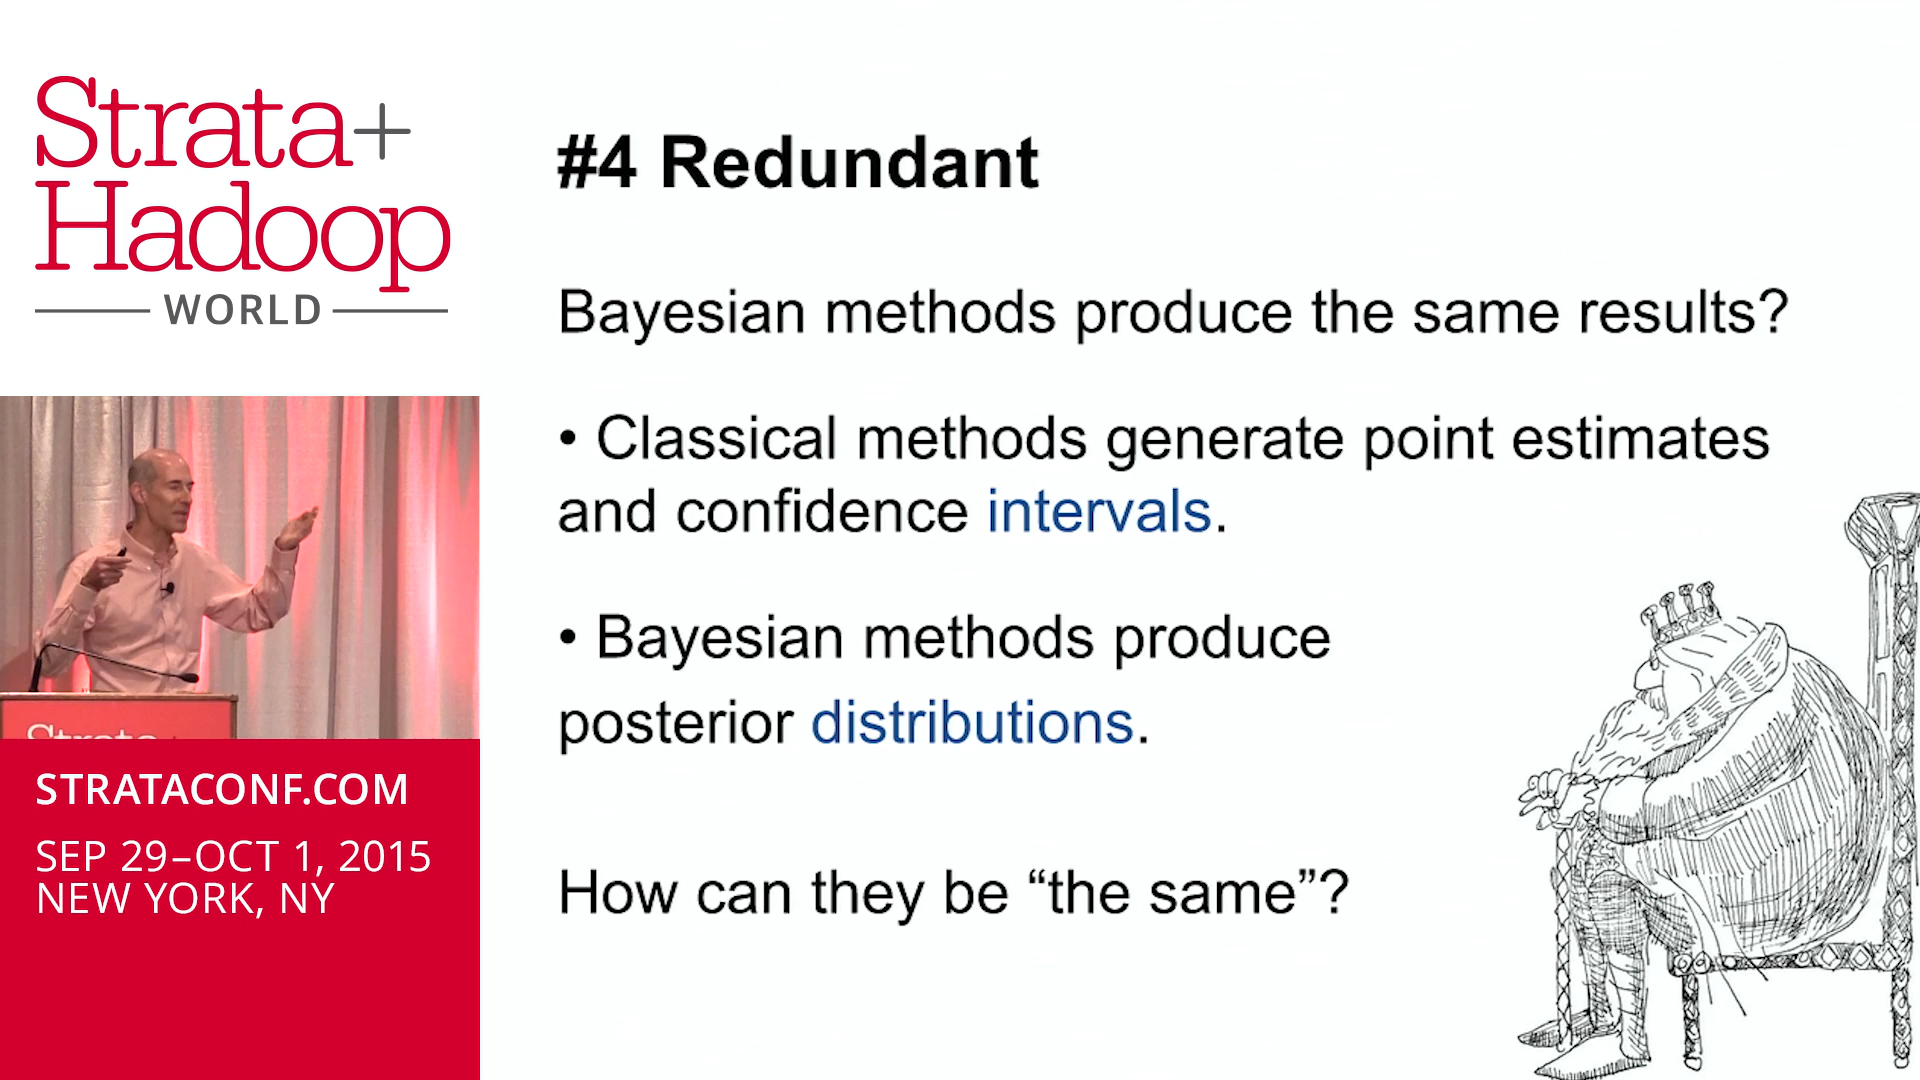 Strata+
Hadoop
WORLD
Strata
STRATACONF.COM
SEP 29–OCT 1, 2015
NEW YORK, NY
#4 Redundant
Bayesian methods produce the same results?
• Classical methods generate point estimates
and confidence intervals.
• Bayesian methods produce
posterior distributions.
How can they be “the same”?